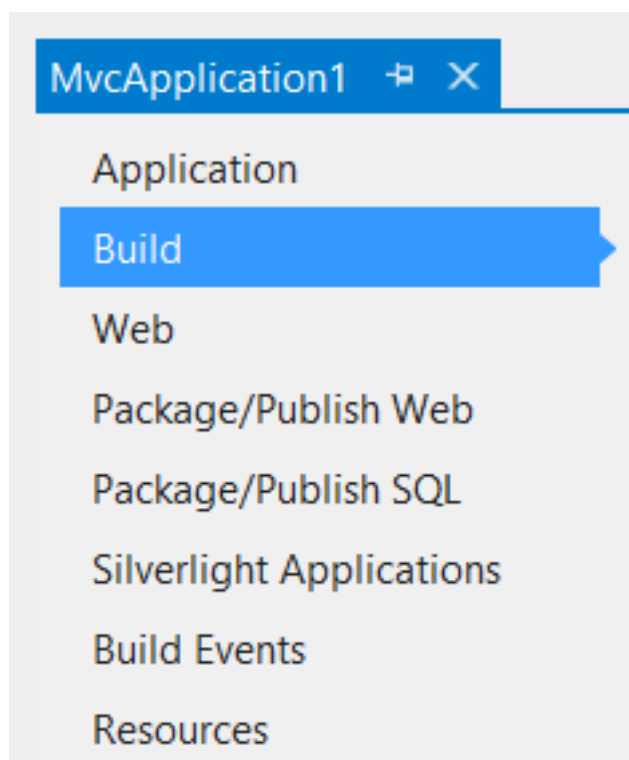 MvcApplication1
Application
Build
Web
Package/Publish Web
Package/Publish SQL
Silverlight Applications
Build Events
Resources